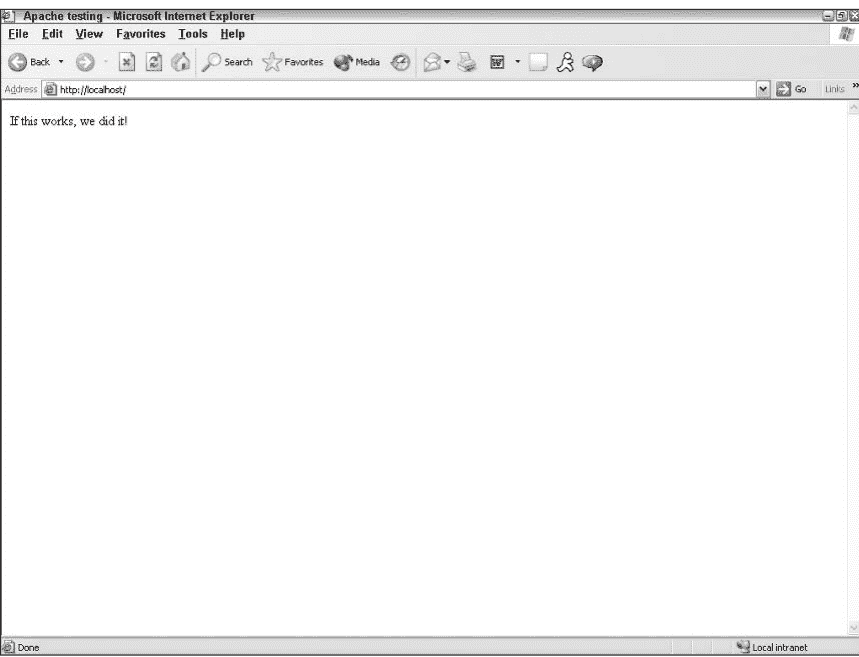 Apache testing - Microsoft Internet Explorer
File Edit View Favorites Tools Help
Back Search Favorites Media
Address http://localhost/ Go Links »
If this works, we did it!
Done Local intranet